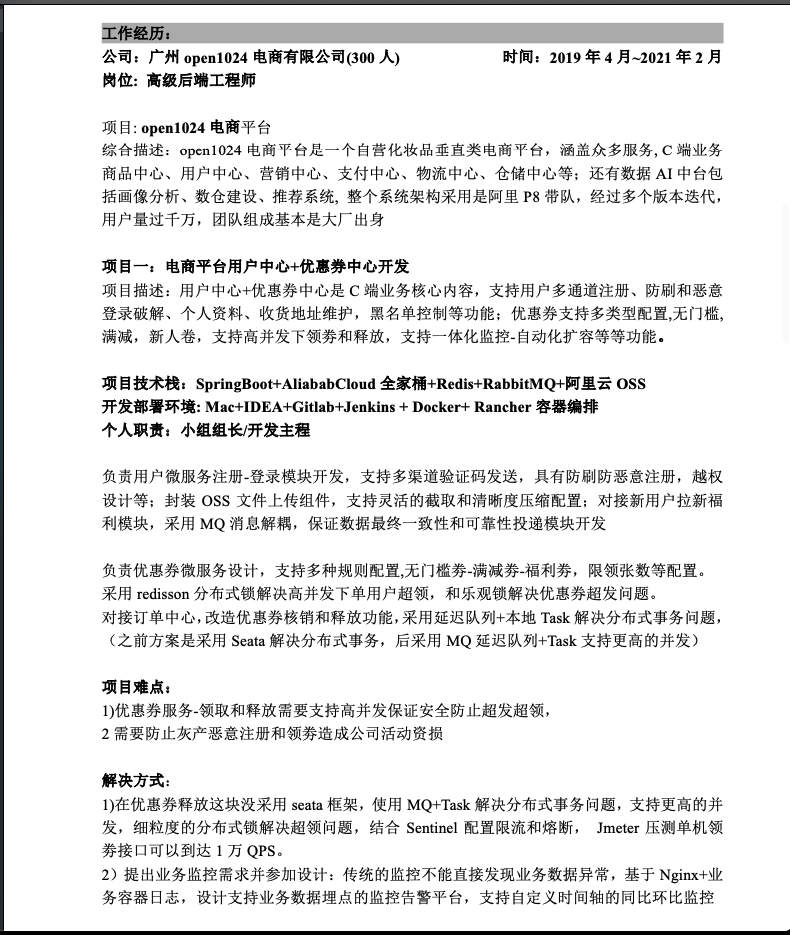 工作经历：
公司：广州 open1024 电商有限公司(300 人) 时间：2019 年 4 月~2021 年 2 月
岗位: 高级后端工程师
项目: open1024 电商平台
综合描述：open1024 电商平台是一个自营化妆品垂直类电商平台，涵盖众多服务, C 端业务
商品中心、用户中心、营销中心、支付中心、物流中心、仓储中心等；还有数据 AI 中台包
括画像分析、数仓建设、推荐系统, 整个系统架构采用是阿里 P8 带队，经过多个版本迭代，
用户量过千万，团队组成基本是大厂出身
项目一：电商平台用户中心+优惠券中心开发
项目描述：用户中心+优惠券中心是 C 端业务核心内容，支持用户多通道注册、防刷和恶意
登录破解、个人资料、收货地址维护，黑名单控制等功能；优惠券支持多类型配置,无门槛,
满减，新人卷，支持高并发下领券和释放，支持一体化监控-自动化扩容等等功能。
项目技术栈：SpringBoot+AliababCloud 全家桶+Redis+RabbitMQ+阿里云 OSS
开发部署环境: Mac+IDEA+Gitlab+Jenkins + Docker+ Rancher 容器编排
个人职责：小组组长/开发主程
负责用户微服务注册-登录模块开发，支持多渠道验证码发送，具有防刷防恶意注册，越权
设计等；封装 OSS 文件上传组件，支持灵活的截取和清晰度压缩配置；对接新用户拉新福
利模块，采用 MQ 消息解耦，保证数据最终一致性和可靠性投递模块开发
负责优惠券微服务设计，支持多种规则配置,无门槛劵-满减劵-福利劵，限领张数等配置。
采用 redisson 分布式锁解决高并发下单用户超领，和乐观锁解决优惠券超发问题。
对接订单中心，改造优惠券核销和释放功能，采用延迟队列+本地 Task 解决分布式事务问题，
（之前方案是采用 Seata 解决分布式事务，后采用 MQ 延迟队列+Task 支持更高的并发）
项目难点：
1)优惠券服务-领取和释放需要支持高并发保证安全防止超发超领，
2 需要防止灰产恶意注册和领劵造成公司活动资损
解决方式：
1)在优惠券释放这块没采用 seata 框架，使用 MQ+Task 解决分布式事务问题，支持更高的并
发，细粒度的分布式锁解决超领问题，结合 Sentinel 配置限流和熔断， Jmeter 压测单机领
劵接口可以到达 1 万 QPS。
2）提出业务监控需求并参加设计：传统的监控不能直接发现业务数据异常，基于 Nginx+业
务容器日志，设计支持业务数据埋点的监控告警平台，支持自定义时间轴的同比环比监控